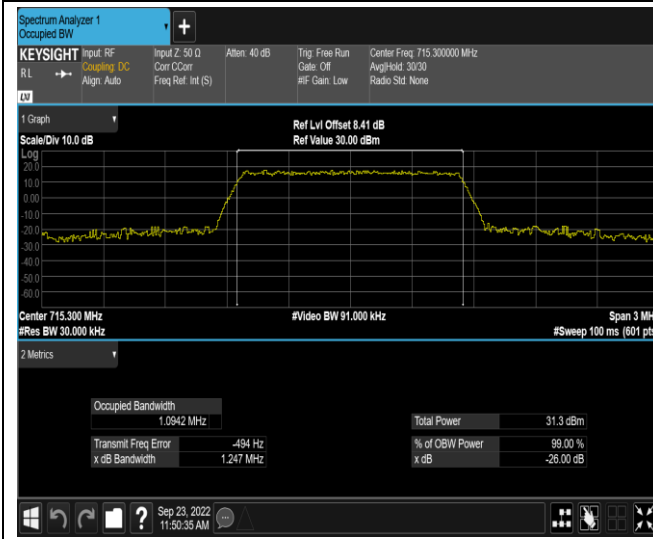 Spectrum Analyzer 1
Occupied BW
KEYSIGHT
R L
LXI
Input: RF
Coupling: DC
Align: Auto
Input Z: 50 Ω
Corr CCorr
Freq Ref: Int (S)
Atten: 40 dB
Trig: Free Run
Gate: Off
#IF Gain: Low
Center Freq: 715.300000 MHz
Avg|Hold: 30/30
Radio Std: None
1 Graph
Scale/Div 10.0 dB
Ref Lvl Offset 8.41 dB
Ref Value 30.00 dBm
Log
20.0
10.0
0.00
-10.0
-20.0
-30.0
-40.0
-50.0
-60.0
Center 715.300 MHz
#Video BW 91.000 kHz
Span 3 MH
#Res BW 30.000 kHz
#Sweep 100 ms (601 pts
2 Metrics
Occupied Bandwidth
1.0942 MHz
Total Power 31.3 dBm
Transmit Freq Error -494 Hz
% of OBW Power 99.00 %
x dB Bandwidth 1.247 MHz
x dB -26.00 dB
?
Sep 23, 2022
11:50:35 AM